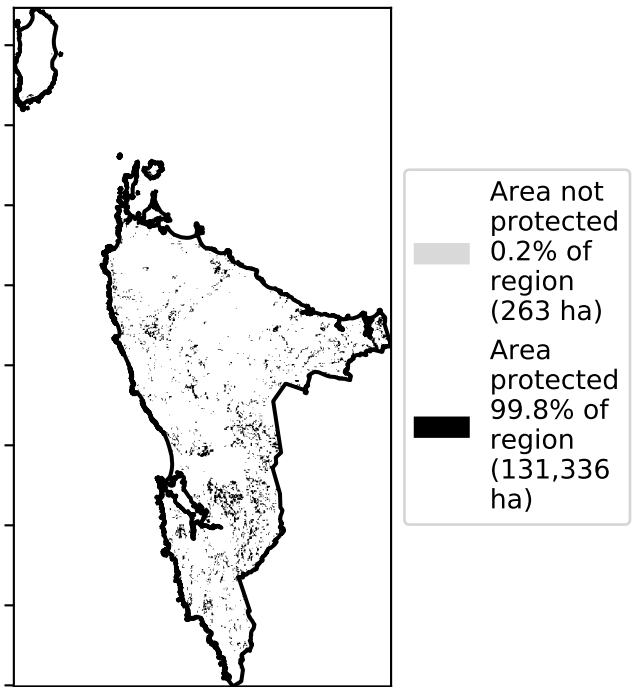 Area not
protected
0.2% of
region
(263 ha)
Area
protected
99.8% of
region
(131,336
ha)